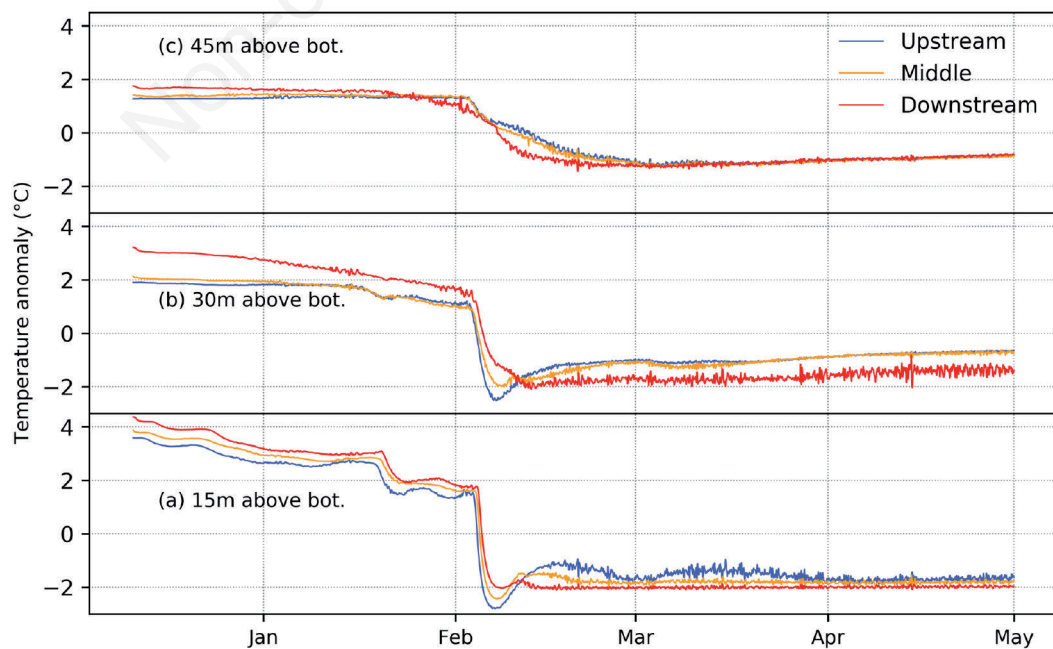 Non-
4
2
0
−2
(c) 45m above bot.
Upstream
Middle
Downstream
Temperature anomaly (°C)
4
2
0
−2
(b) 30m above bot.
4
2
0
−2
(a) 15m above bot.
Jan
Feb
Mar
Apr
May